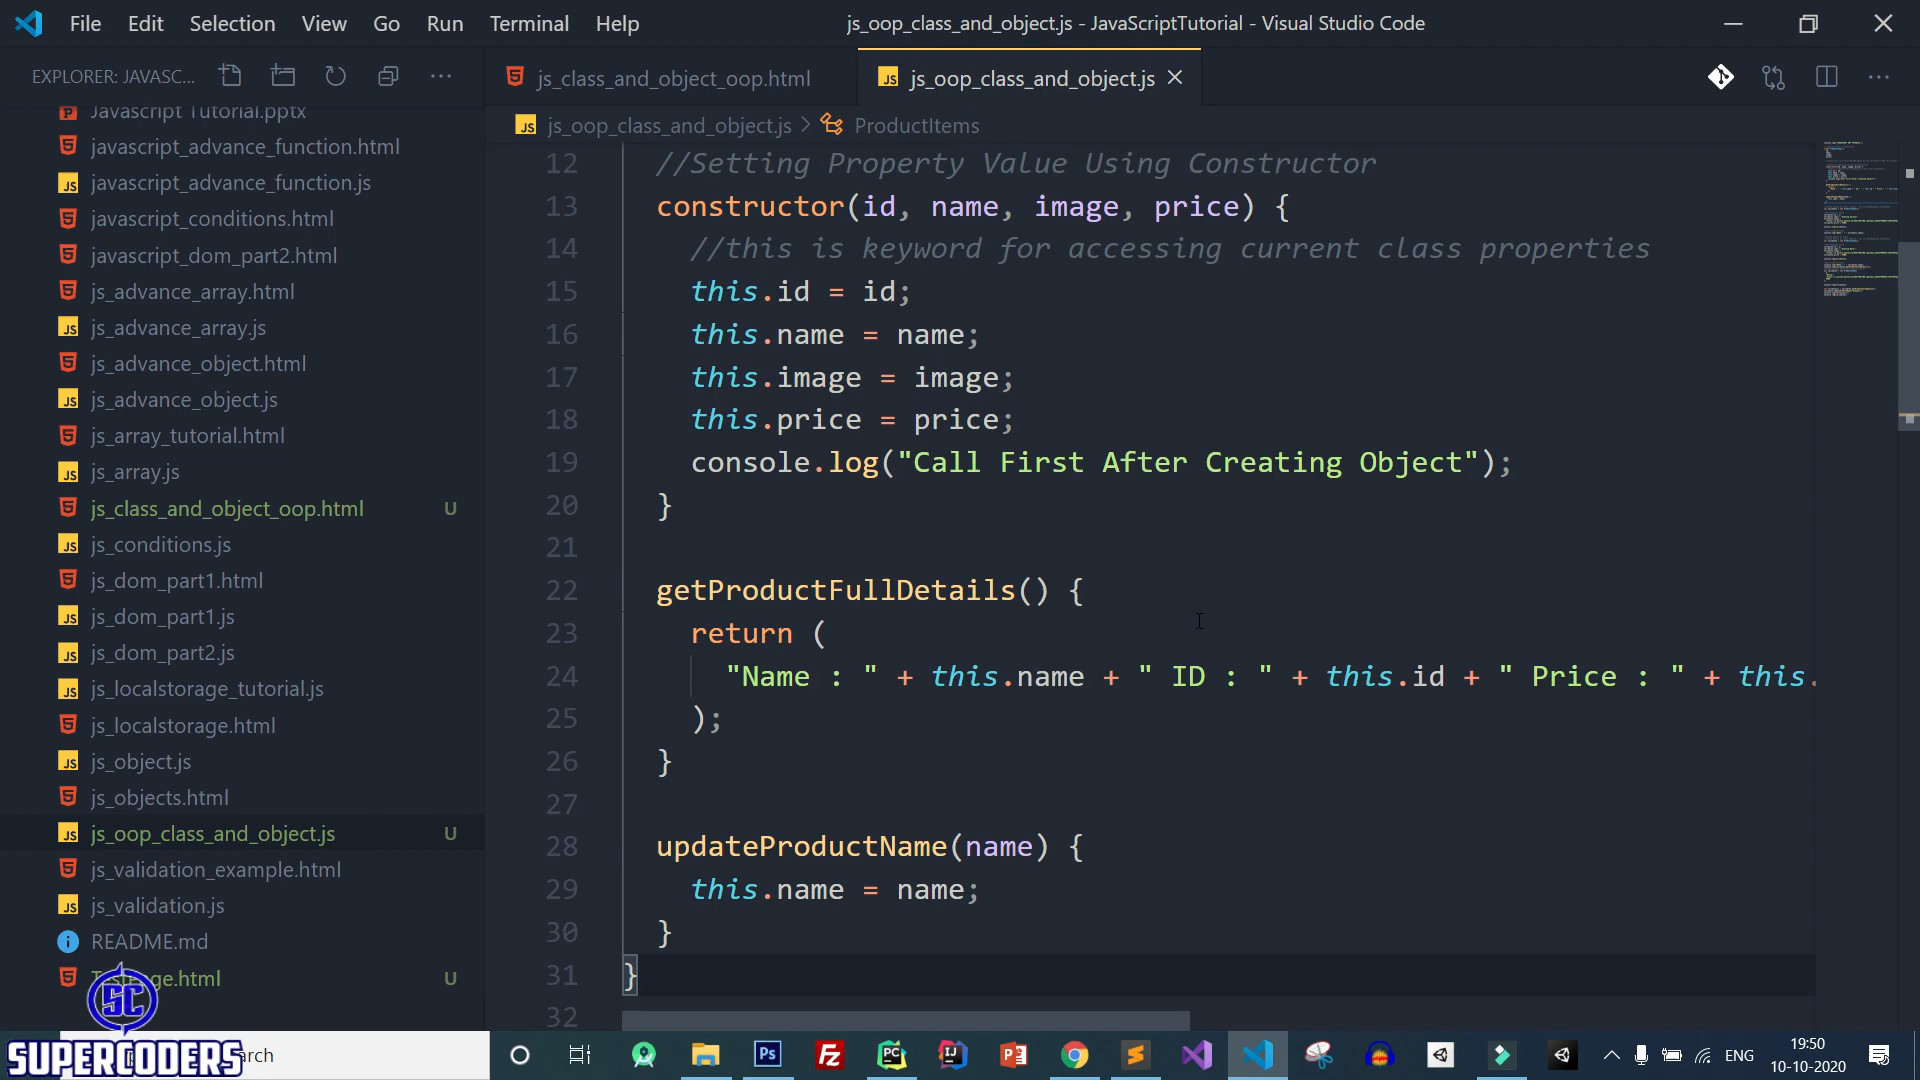 File Edit Selection View Go Run Terminal Help
js_oop_class_and_object.js - JavaScriptTutorial - Visual Studio Code
EXPLORER: JAVASC...
js_class_and_object_oop.html
js_oop_class_and_object.js
js_oop_class_and_object.js > ProductItems
Javascript Tutorial.pptx
javascript_advance_function.html
javascript_advance_function.js
javascript_conditions.html
javascript_dom_part2.html
js_advance_array.html
js_advance_array.js
js_advance_object.html
js_advance_object.js
js_array_tutorial.html
js_array.js
js_class_and_object_oop.html U
js_conditions.js
js_dom_part1.html
js_dom_part1.js
js_dom_part2.js
js_localstorage_tutorial.js
js_localstorage.html
js_object.js
js_objects.html
js_oop_class_and_object.js U
js_validation_example.html
js_validation.js
README.md
U
12 //Setting Property Value Using Constructor
13 constructor(id, name, image, price) {
14 //this is keyword for accessing current class properties
15 this.id = id;
16 this.name = name;
17 this.image = image;
18 this.price = price;
19 console.log("Call First After Creating Object");
20 }
21
22 getProductFullDetails() {
23 return (
24 "Name : " + this.name + " ID : " + this.id + " Price : " + this.
25 );
26 }
27
28 updateProductName(name) {
29 this.name = name;
30 }
31 }
32
SC
SUPERCODERS
ENG
19:50
10-10-2020